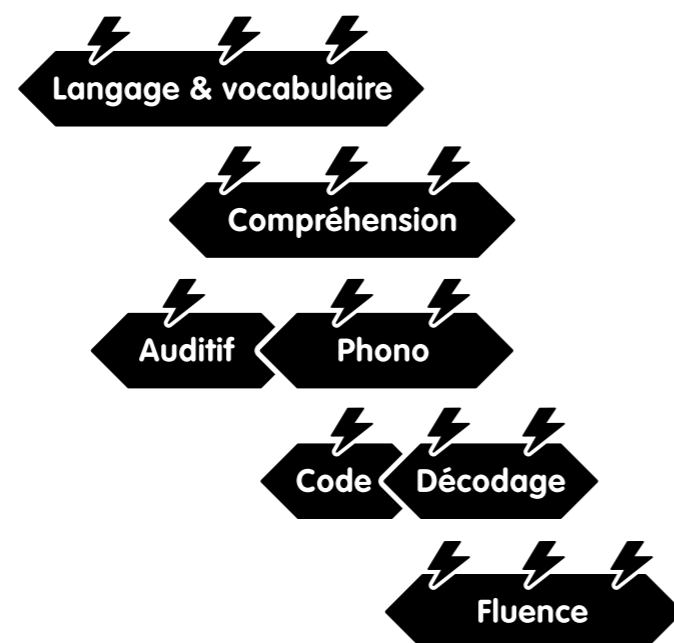 Langage & vocabulaire
Compréhension
Auditif Phono
Code Décodage
Fluence